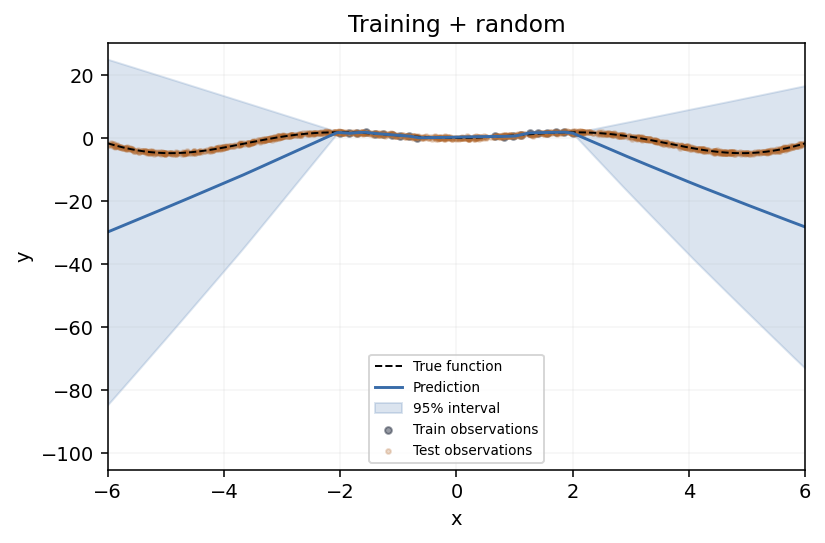 Training + random
20
0
−20
−40
−60
−80
−100
y
True function
Prediction
95% interval
Train observations
Test observations
−6 −4 −2 0 2 4 6
x